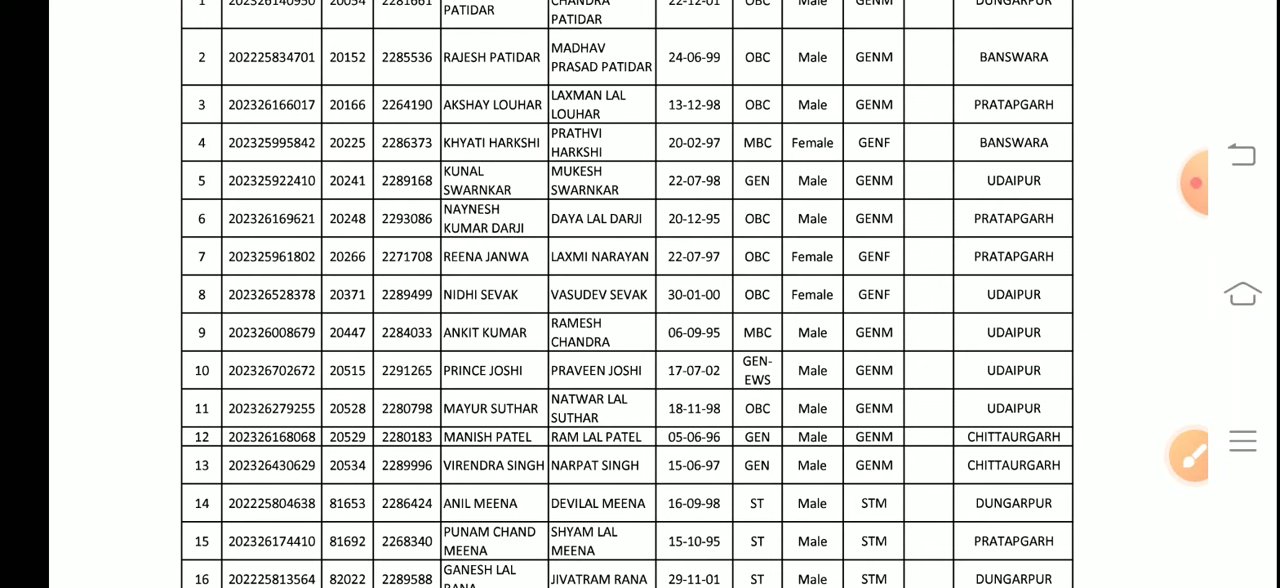 1 202326140950 20054 2281661 PATIDAR CHANDRA PATIDAR 22-12-01 OBC Male GENM DUNGARPUR
2 202225834701 20152 2285536 RAJESH PATIDAR MADHAV PRASAD PATIDAR 24-06-99 OBC Male GENM BANSWARA
3 202326166017 20166 2264190 AKSHAY LOUHAR LAXMAN LAL LOUHAR 13-12-98 OBC Male GENM PRATAPGARH
4 202325995842 20225 2286373 KHYATI HARKSHI PRATHVI HARKSHI 20-02-97 MBC Female GENF BANSWARA
5 202325922410 20241 2289168 KUNAL SWARNKAR MUKESH SWARNKAR 22-07-98 GEN Male GENM UDAIPUR
6 202326169621 20248 2293086 NAYNESH KUMAR DARJI DAYA LAL DARJI 20-12-95 OBC Male GENM PRATAPGARH
7 202325961802 20266 2271708 REENA JANWA LAXMI NARAYAN 22-07-97 OBC Female GENF PRATAPGARH
8 202326528378 20371 2289499 NIDHI SEVAK VASUDEV SEVAK 30-01-00 OBC Female GENF UDAIPUR
9 202326008679 20447 2284033 ANKIT KUMAR RAMESH CHANDRA 06-09-95 MBC Male GENM UDAIPUR
10 202326702672 20515 2291265 PRINCE JOSHI PRAVEEN JOSHI 17-07-02 GEN-EWS Male GENM UDAIPUR
11 202326279255 20528 2280798 MAYUR SUTHAR NATWAR LAL SUTHAR 18-11-98 OBC Male GENM UDAIPUR
12 202326168068 20529 2280183 MANISH PATEL RAM LAL PATEL 05-06-96 GEN Male GENM CHITTAURGARH
13 202326430629 20534 2289996 VIRENDRA SINGH NARPAT SINGH 15-06-97 GEN Male GENM CHITTAURGARH
14 202225804638 81653 2286424 ANIL MEENA DEVILAL MEENA 16-09-98 ST Male STM DUNGARPUR
15 202326174410 81692 2268340 PUNAM CHAND MEENA SHYAM LAL MEENA 15-10-95 ST Male STM PRATAPGARH
16 202225813564 82022 2289588 GANESH LAL RANA JIVATRAM RANA 29-11-01 ST Male STM DUNGARPUR